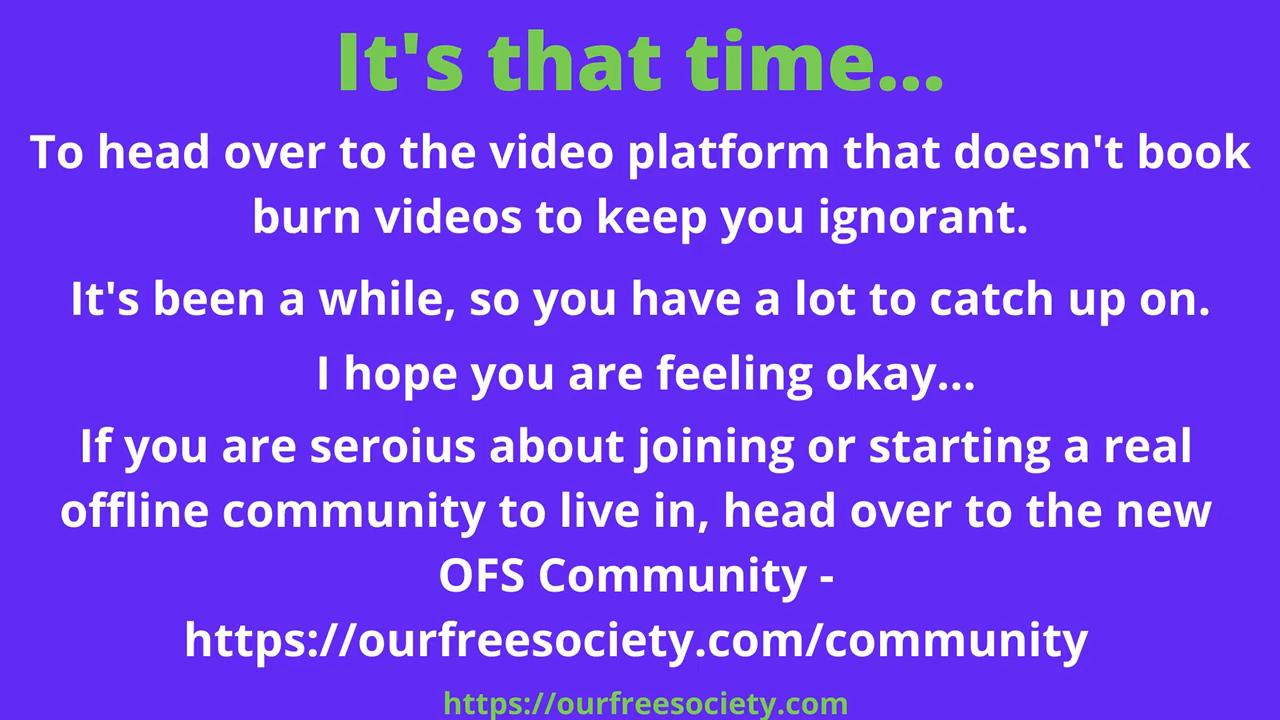 It's that time...
To head over to the video platform that doesn't book
burn videos to keep you ignorant.
It's been a while, so you have a lot to catch up on.
I hope you are feeling okay...
If you are seroius about joining or starting a real
offline community to live in, head over to the new
OFS Community -
https://ourfreesociety.com/community
https://ourfreesociety.com